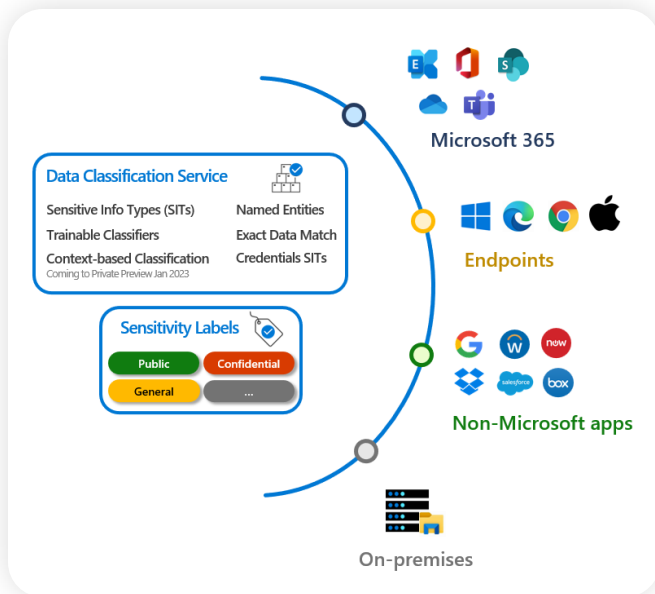 E
S
T
Microsoft 365
Data Classification Service
Sensitive Info Types (SITs)
Named Entities
Trainable Classifiers
Exact Data Match
Context-based Classification
Credentials SITs
Coming to Private Preview Jan 2023
Endpoints
Sensitivity Labels
Public
Confidential
General
...
G
W
now
salesforce
box
Non-Microsoft apps
On-premises